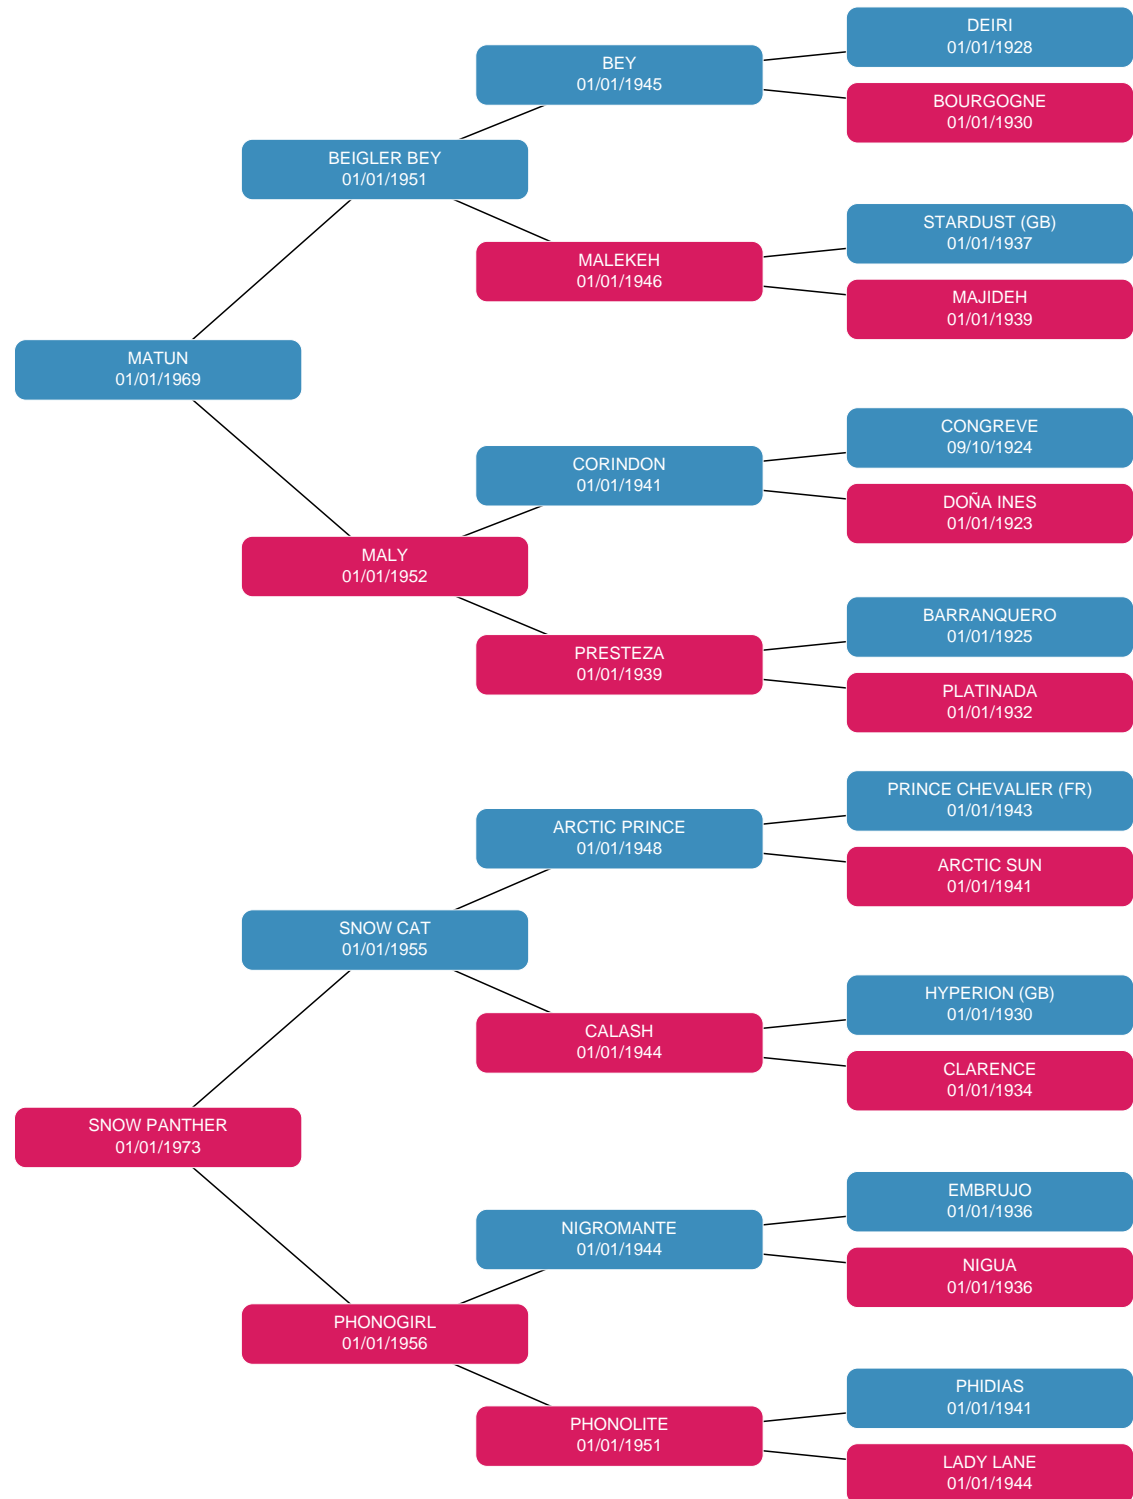 DEIRI
01/01/1928
BEY
01/01/1945
BOURGOGNE
01/01/1930
BEIGLER BEY
01/01/1951
STARDUST (GB)
01/01/1937
MALEKEH
01/01/1946
MAJIDEH
01/01/1939
MATUN
01/01/1969
CONGREVE
09/10/1924
CORINDON
01/01/1941
DOÑA INES
01/01/1923
MALY
01/01/1952
BARRANQUERO
01/01/1925
PRESTEZA
01/01/1939
PLATINADA
01/01/1932
PRINCE CHEVALIER (FR)
01/01/1943
ARCTIC PRINCE
01/01/1948
ARCTIC SUN
01/01/1941
SNOW CAT
01/01/1955
HYPERION (GB)
01/01/1930
CALASH
01/01/1944
CLARENCE
01/01/1934
SNOW PANTHER
01/01/1973
EMBRUJO
01/01/1936
NIGROMANTE
01/01/1944
NIGUA
01/01/1936
PHONOGIRL
01/01/1956
PHIDIAS
01/01/1941
PHONOLITE
01/01/1951
LADY LANE
01/01/1944